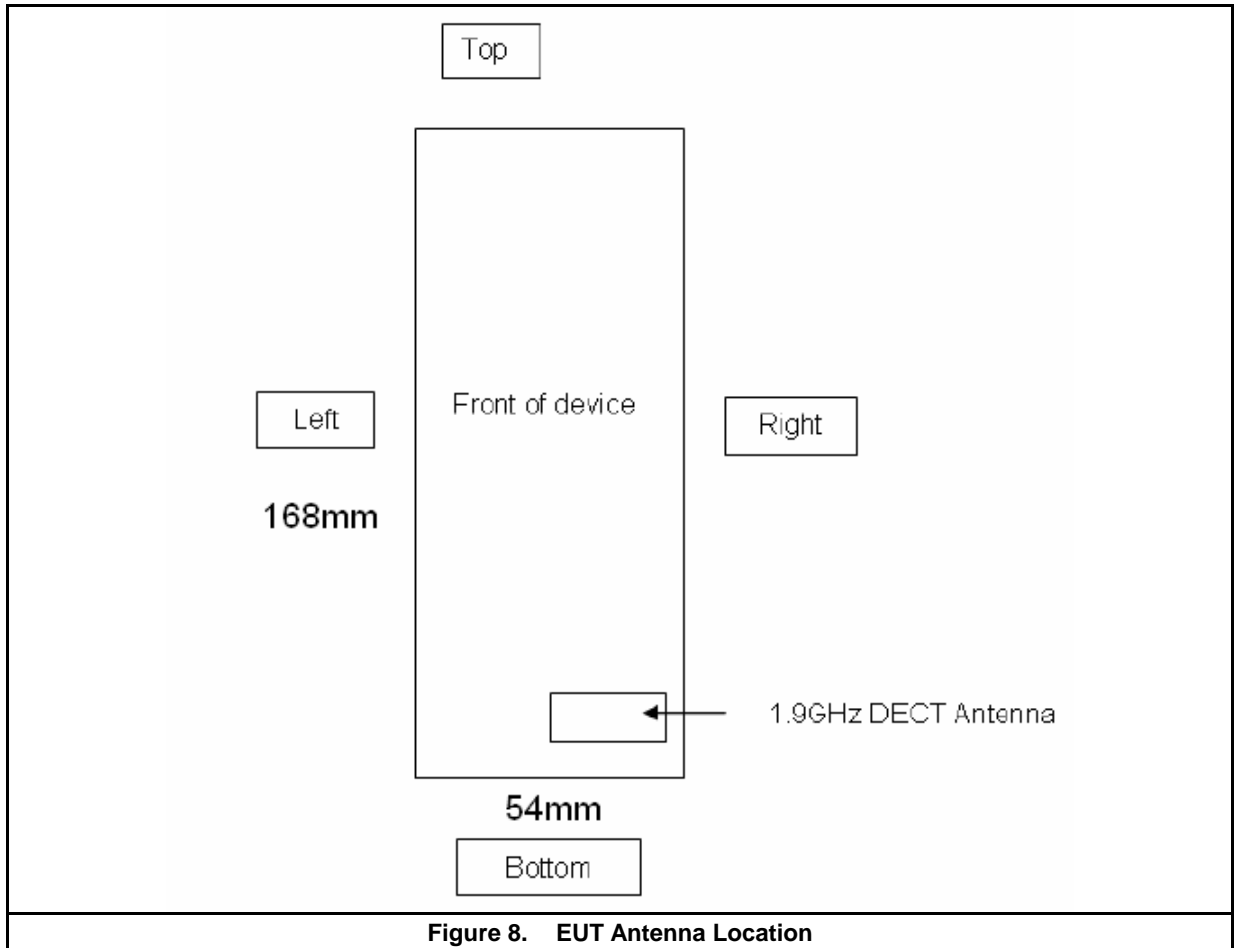 Top
Front of device
Left
Right
168mm
1.9GHz DECT Antenna
54mm
Bottom
Figure 8. EUT Antenna Location